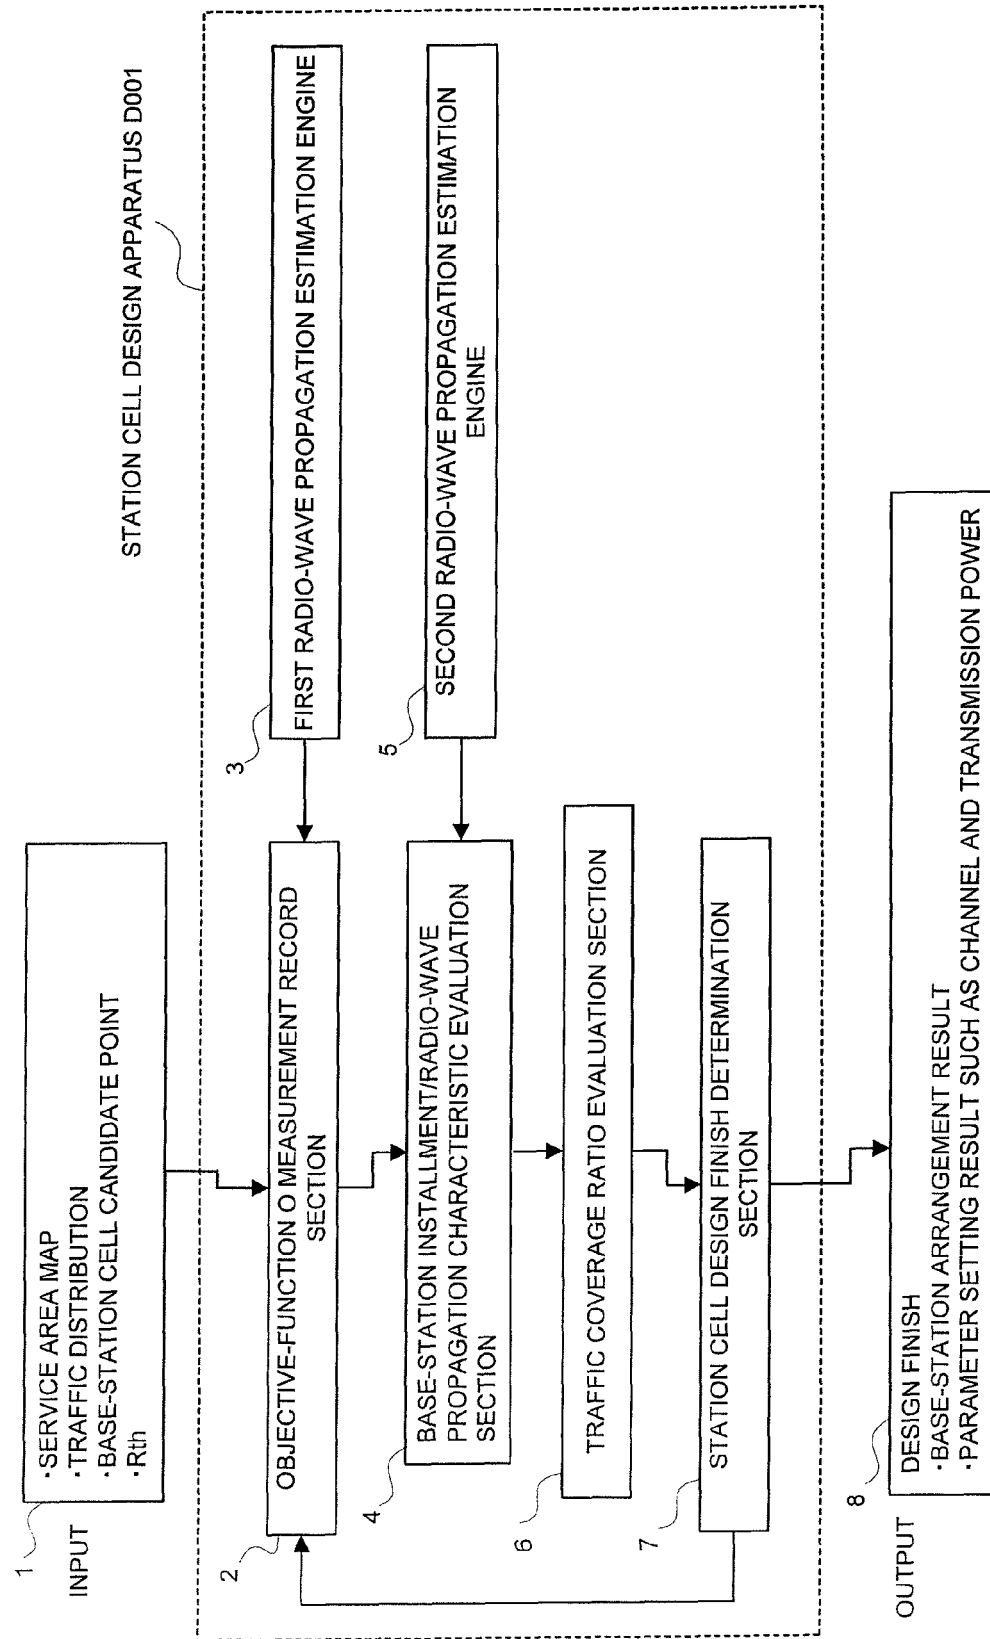 STATION CELL DESIGN APPARATUS D001
1
INPUT
·SERVICE AREA MAP
·TRAFFIC DISTRIBUTION
·BASE-STATION CELL CANDIDATE POINT
·Rth
2
OBJECTIVE-FUNCTION O MEASUREMENT RECORD
SECTION
3
FIRST RADIO-WAVE PROPAGATION ESTIMATION ENGINE
4
BASE-STATION INSTALLMENT/RADIO-WAVE
PROPAGATION CHARACTERISTIC EVALUATION
SECTION
5
SECOND RADIO-WAVE PROPAGATION ESTIMATION
ENGINE
6
TRAFFIC COVERAGE RATIO EVALUATION SECTION
7
STATION CELL DESIGN FINISH DETERMINATION
SECTION
8
OUTPUT
DESIGN FINISH
·BASE-STATION ARRANGEMENT RESULT
·PARAMETER SETTING RESULT SUCH AS CHANNEL AND TRANSMISSION POWER